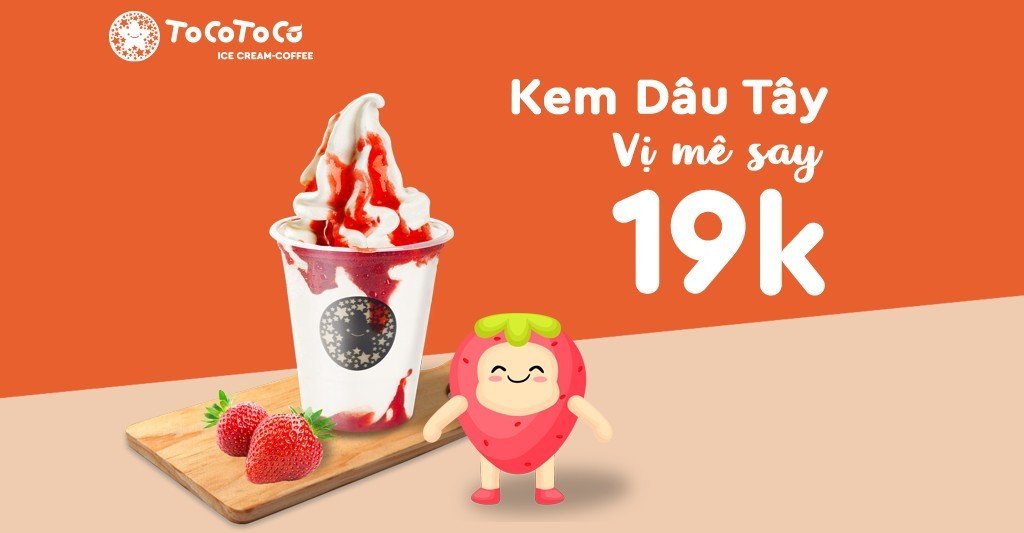 ToCoToCo
ICE CREAM-COFFEE
Kem Dâu Tây
Vị mê say
19k